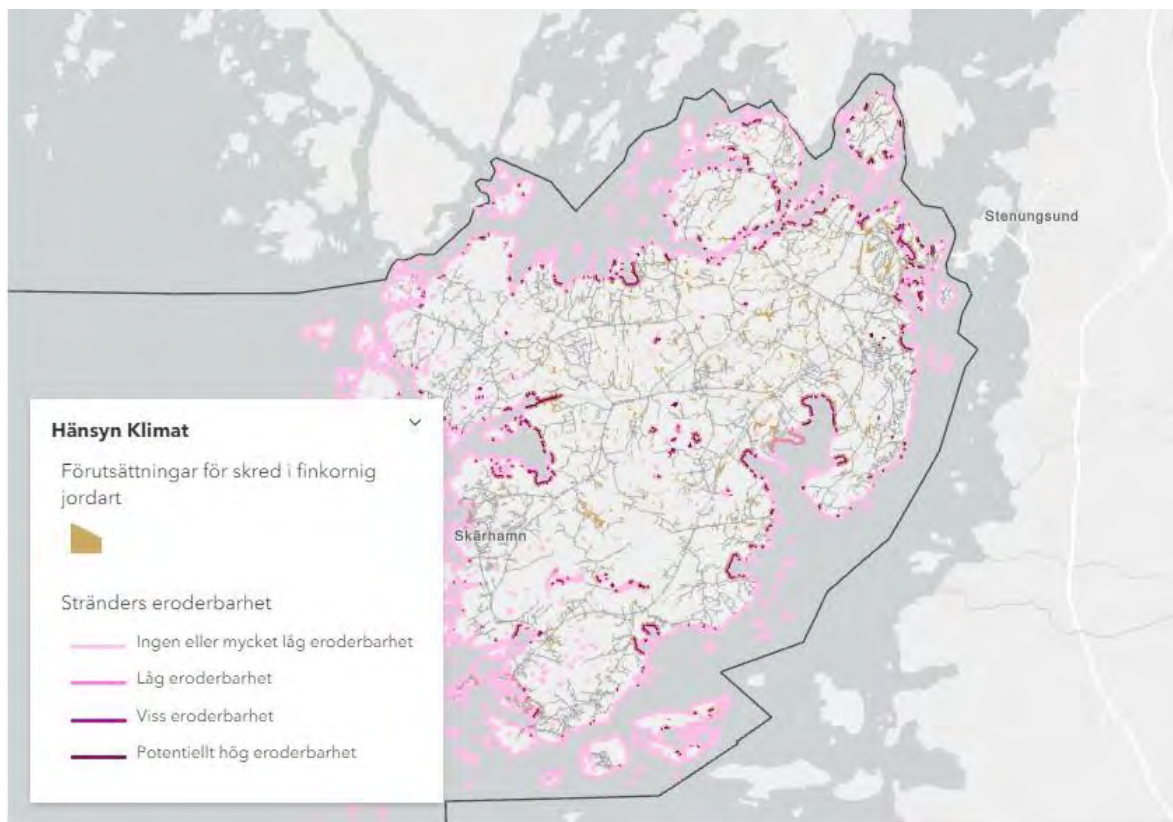 Stenungsund
Hänsyn Klimat
Förutsättningar för skred i finkornig
jordart
Skärhamn
Stränders eroderbarhet
Ingen eller mycket låg eroderbarhet
Låg eroderbarhet
Viss eroderbarhet
Potentiellt hög eroderbarhet